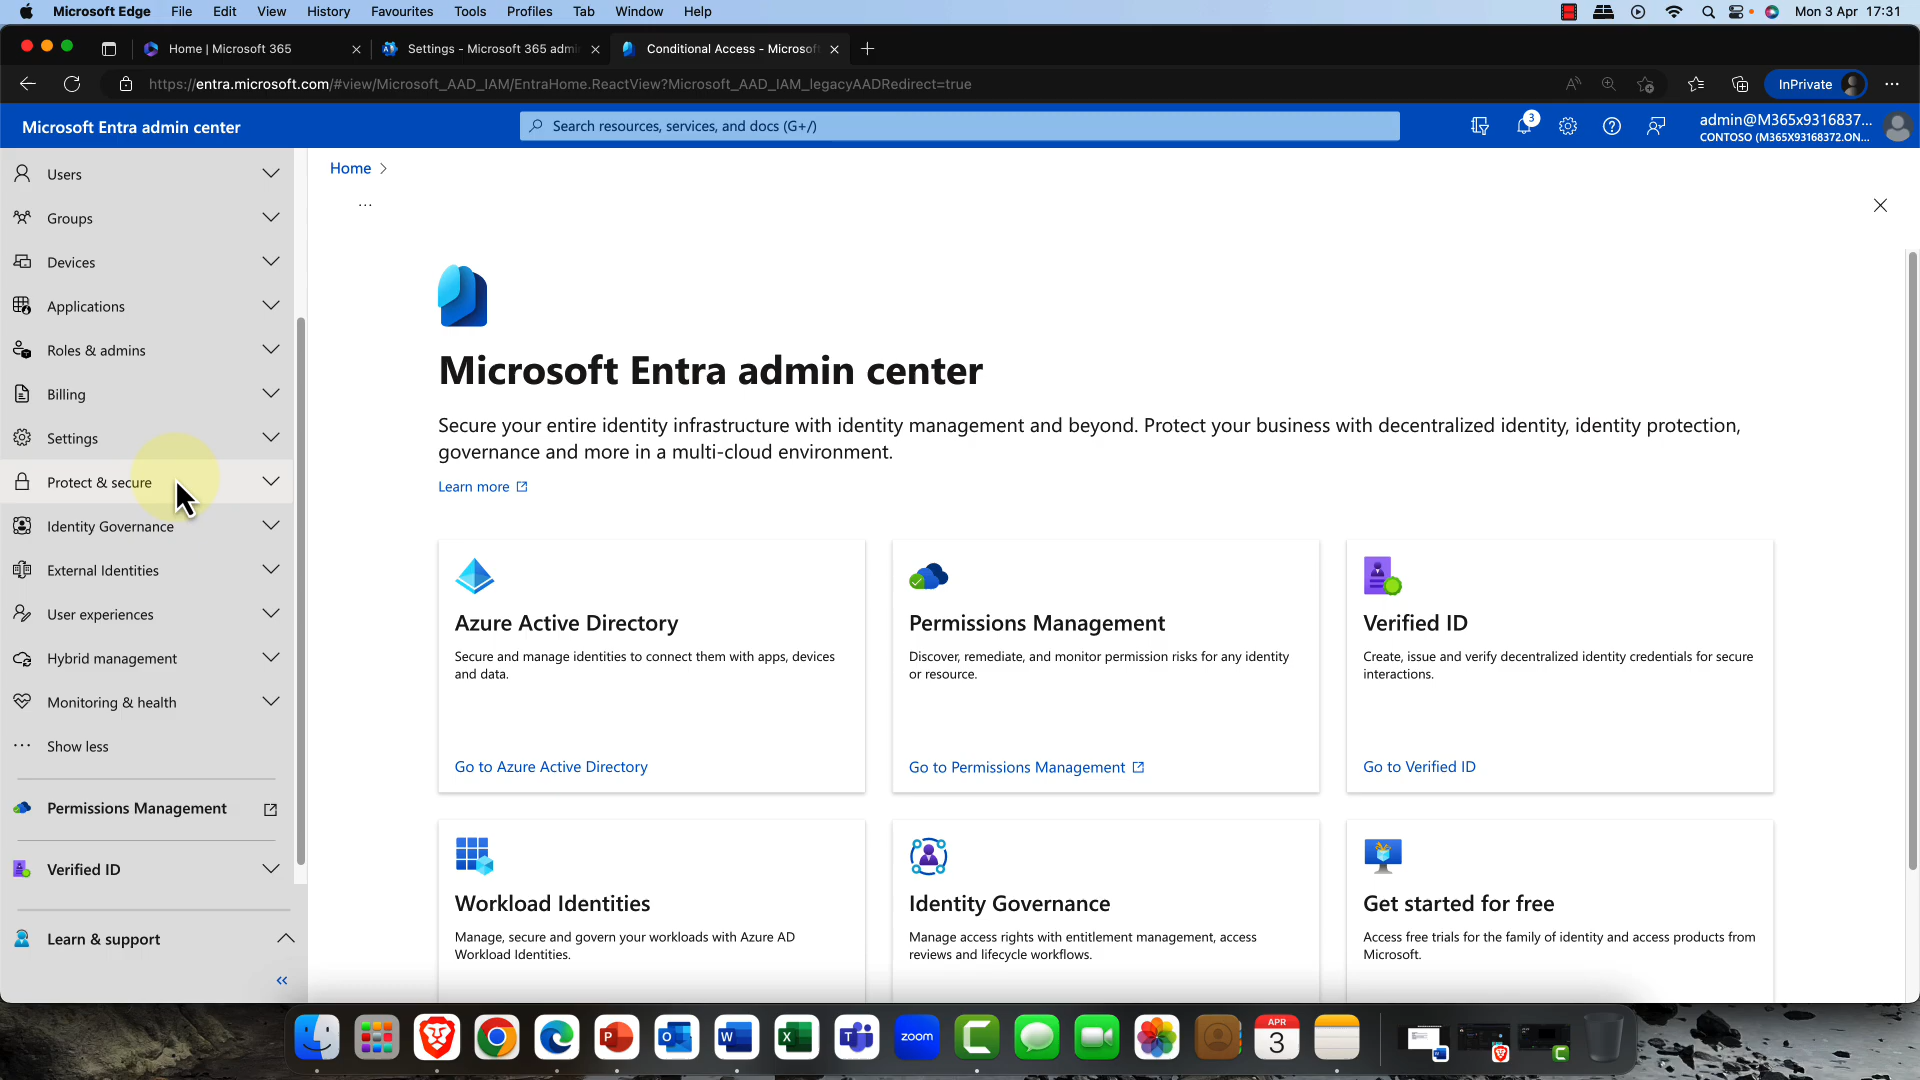 Microsoft Edge File Edit View History Favourites Tools Profiles Tab Window Help Mon 3 Apr 17:31
Home | Microsoft 365
Settings - Microsoft 365 admin
Conditional Access - Microsoft
https://entra.microsoft.com/#view/Microsoft_AAD_IAM/EntraHome.ReactView?Microsoft_AAD_IAM_legacyAADRedirect=true
InPrivate
Microsoft Entra admin center
Search resources, services, and docs (G+/)
3
admin@M365x9316837...
CONTOSO (M365X93168372.ON...
Users
Groups
Devices
Applications
Roles & admins
Billing
Settings
Protect & secure
Identity Governance
External Identities
User experiences
Hybrid management
Monitoring & health
Show less
Permissions Management
Verified ID
Learn & support
Home
Microsoft Entra admin center
Secure your entire identity infrastructure with identity management and beyond. Protect your business with decentralized identity, identity protection,
governance and more in a multi-cloud environment.
Learn more
Azure Active Directory
Secure and manage identities to connect them with apps, devices
and data.
Go to Azure Active Directory
Permissions Management
Discover, remediate, and monitor permission risks for any identity
or resource.
Go to Permissions Management
Verified ID
Create, issue and verify decentralized identity credentials for secure
interactions.
Go to Verified ID
Workload Identities
Manage, secure and govern your workloads with Azure AD
Workload Identities.
Identity Governance
Manage access rights with entitlement management, access
reviews and lifecycle workflows.
Get started for free
Access free trials for the family of identity and access products from
Microsoft.
zoom
APR
3